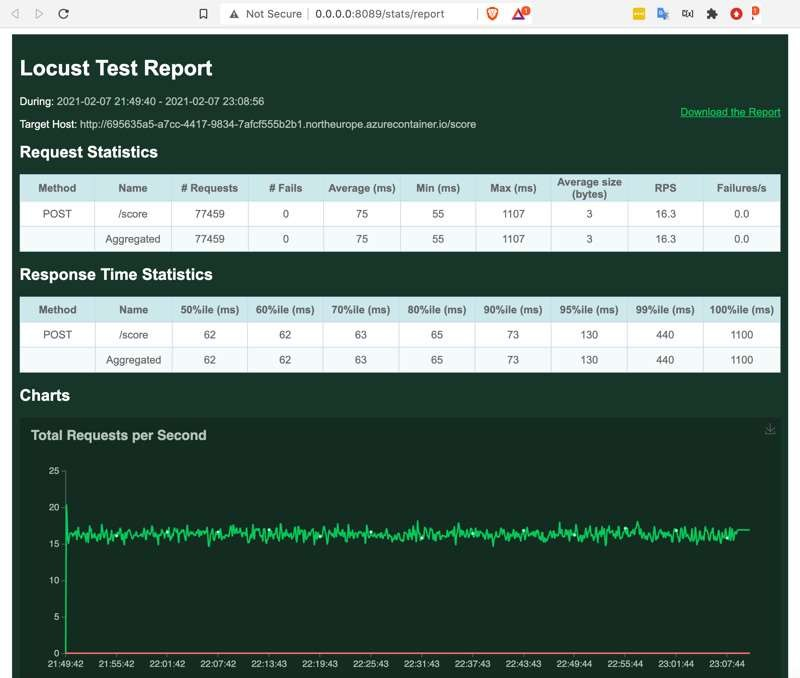 Not Secure | 0.0.0.0:8089/stats/report
1
Locust Test Report
During: 2021-02-07 21:49:40 - 2021-02-07 23:08:56
Download the Report
Target Host: http://695635a5-a7cc-4417-9834-7afcf555b2b1.northeurope.azurecontainer.io/score
Request Statistics
Method Name # Requests # Fails Average (ms) Min (ms) Max (ms) Average size (bytes) RPS Failures/s
POST /score 77459 0 75 55 1107 3 16.3 0.0
Aggregated 77459 0 75 55 1107 3 16.3 0.0
Response Time Statistics
Method Name 50%ile (ms) 60%ile (ms) 70%ile (ms) 80%ile (ms) 90%ile (ms) 95%ile (ms) 99%ile (ms) 100%ile (ms)
POST /score 62 62 63 65 73 130 440 1100
Aggregated 62 62 63 65 73 130 440 1100
Charts
Total Requests per Second
25
20
15
10
5
0
21:49:42 21:55:42 22:01:42 22:07:42 22:13:43 22:19:43 22:25:43 22:31:43 22:37:43 22:43:43 22:49:44 22:55:44 23:01:44 23:07:44